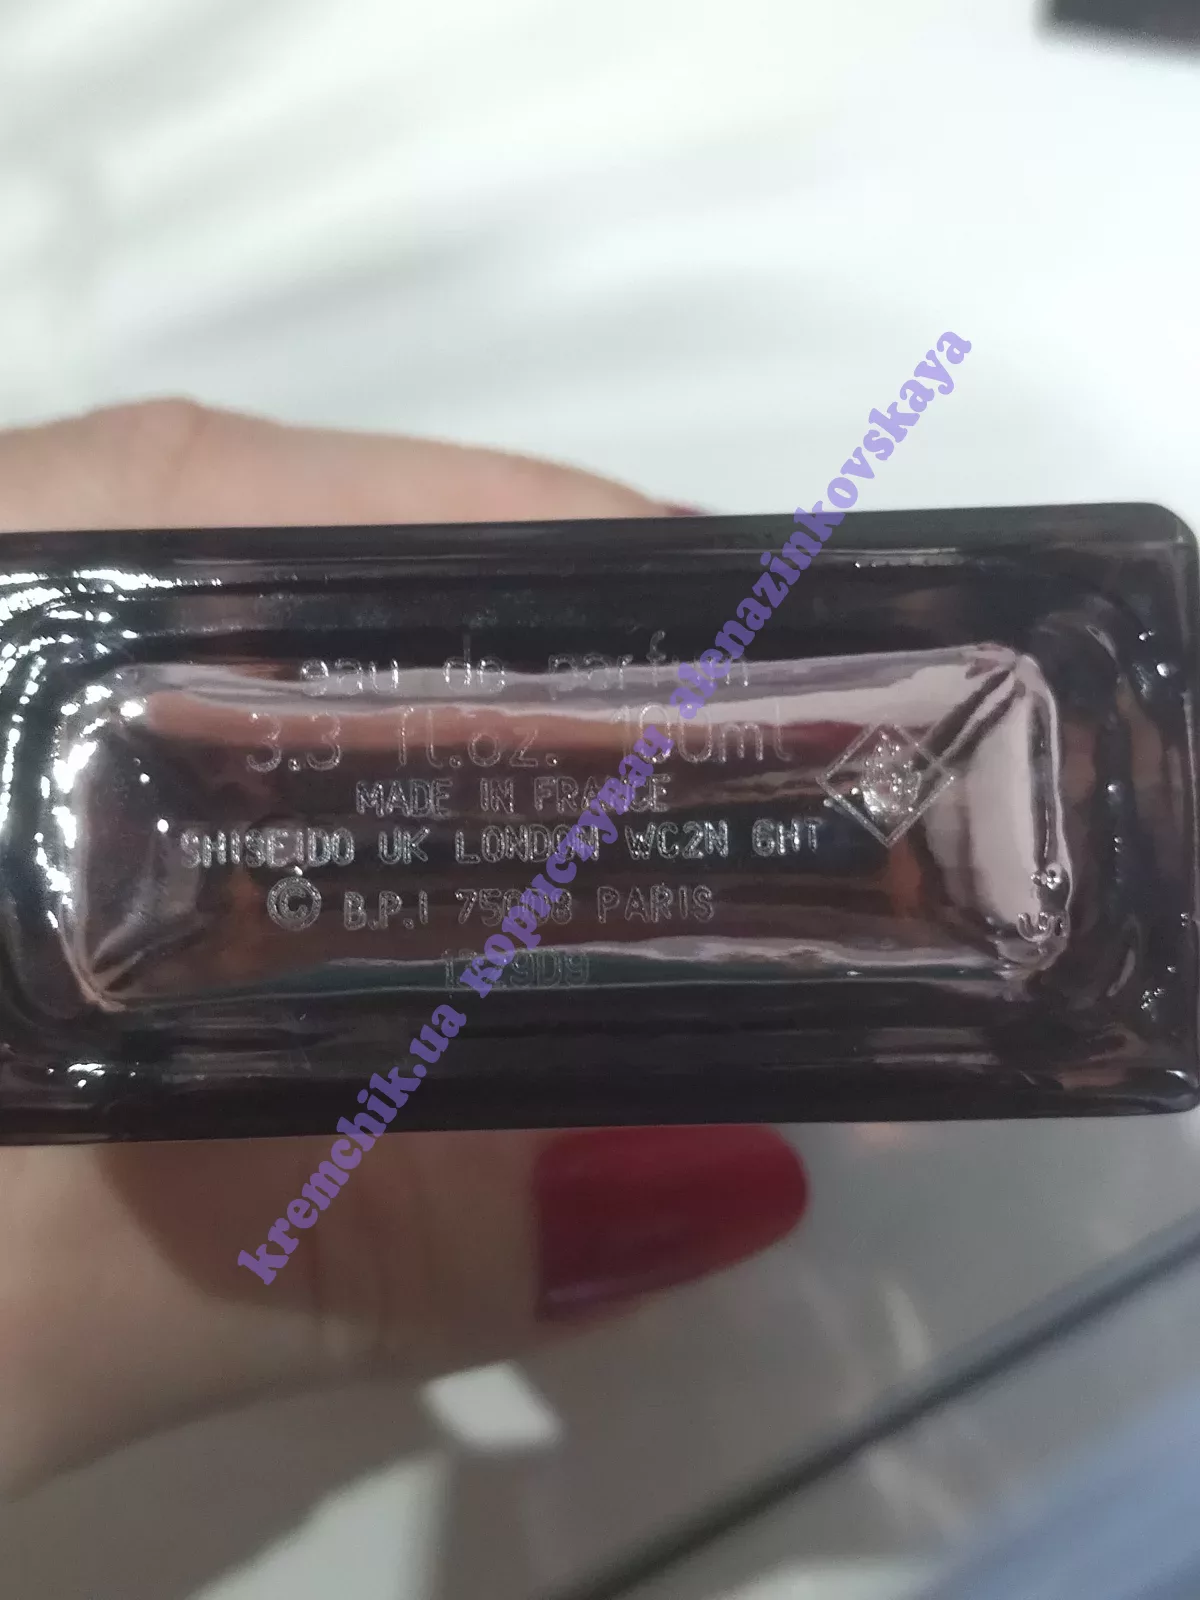 eau de parfum
3.3 fl.oz. 100ml
MADE IN FRANCE
SHISEIDO UK LONDON WC2N 6HT
© B.P.I 75008 PARIS
kremchik.ua користувач alenazinkovskaya